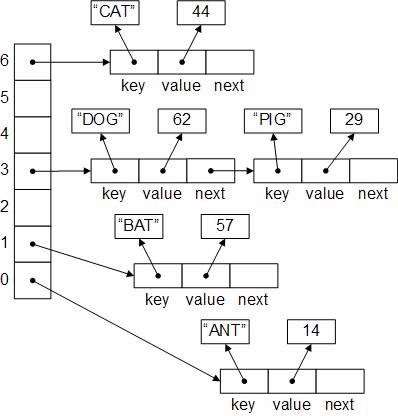 “CAT” 44
6
key value next
5
4
“DOG” 62 “PIG” 29
3
key value next key value next
2
“BAT” 57
1
key value next
0
“ANT” 14
key value next